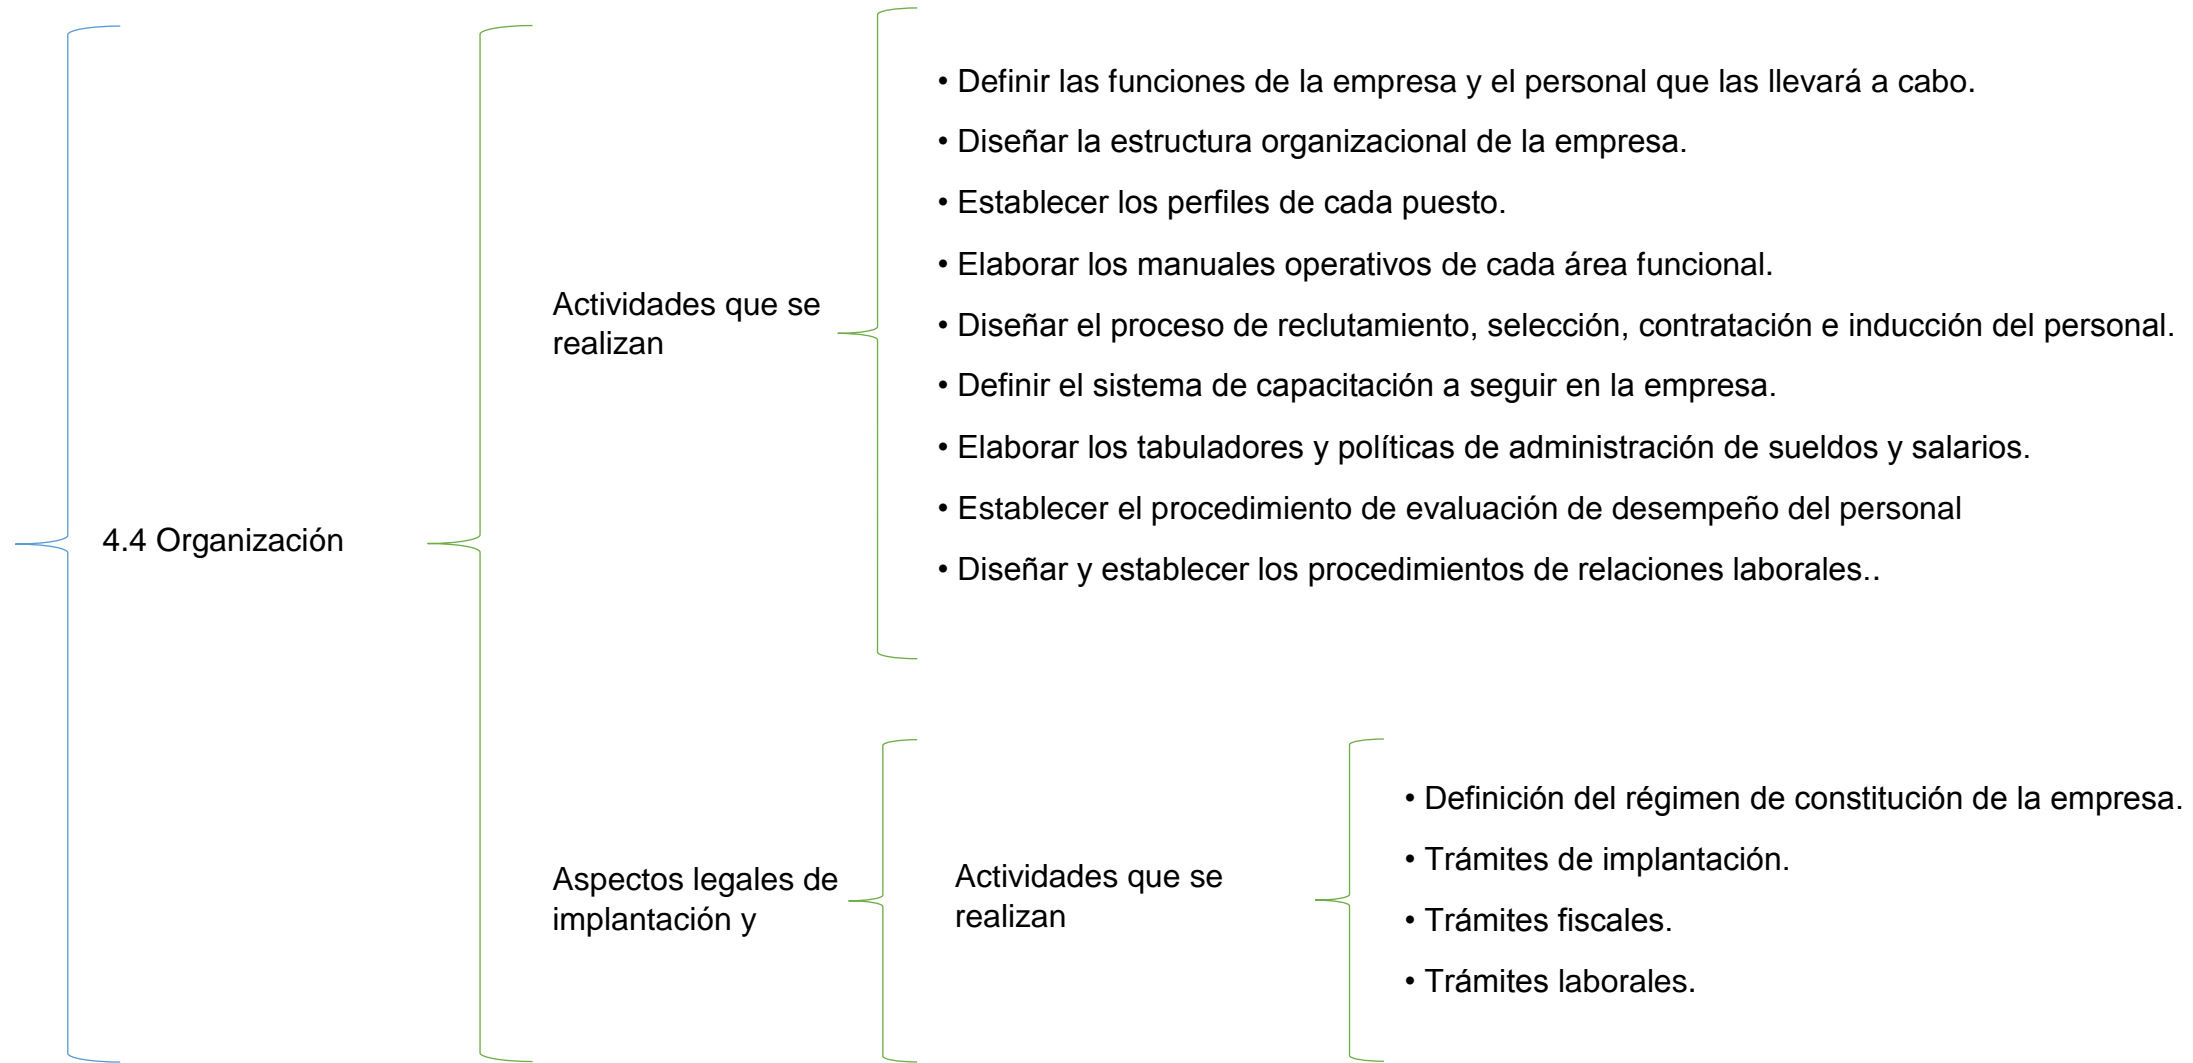 4.4 Organización
Actividades que se
realizan
• Definir las funciones de la empresa y el personal que las llevará a cabo.
• Diseñar la estructura organizacional de la empresa.
• Establecer los perfiles de cada puesto.
• Elaborar los manuales operativos de cada área funcional.
• Diseñar el proceso de reclutamiento, selección, contratación e inducción del personal.
• Definir el sistema de capacitación a seguir en la empresa.
• Elaborar los tabuladores y políticas de administración de sueldos y salarios.
• Establecer el procedimiento de evaluación de desempeño del personal
• Diseñar y establecer los procedimientos de relaciones laborales..
Aspectos legales de
implantación y
Actividades que se
realizan
• Definición del régimen de constitución de la empresa.
• Trámites de implantación.
• Trámites fiscales.
• Trámites laborales.